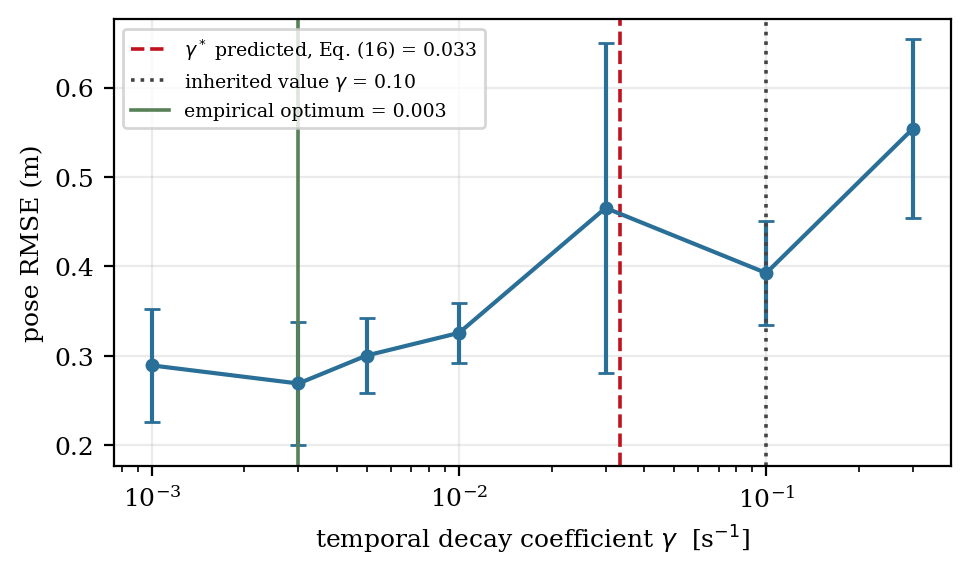 γ* predicted, Eq. (16) = 0.033
inherited value γ = 0.10
empirical optimum = 0.003
0.6
0.5
0.4
0.3
0.2
pose RMSE (m)
10⁻³ 10⁻² 10⁻¹
temporal decay coefficient γ [s⁻¹]